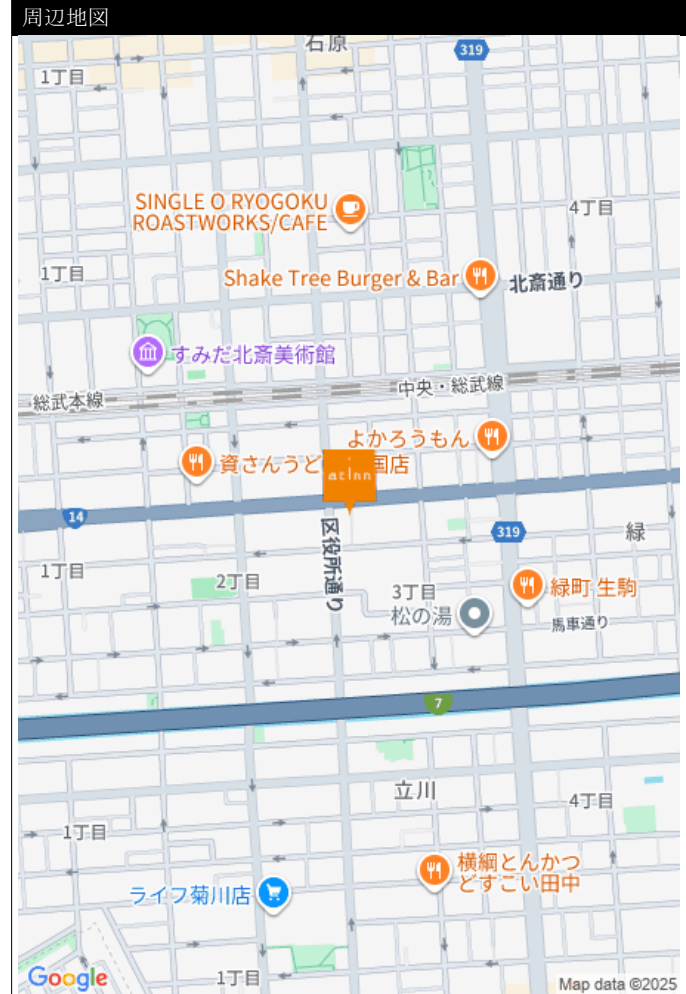 周辺地図
石原
319
1丁目
SINGLE O RYOGOKU
ROASTWORKS/CAFE
4丁目
1丁目
Shake Tree Burger & Bar
北斎通り
すみだ北斎美術館
中央・総武線
総武本線
よかろうもん
資さんうど
国店
at inn
14
区役所通り
319
緑
1丁目
2丁目
3丁目
緑町 生駒
松の湯
馬車通り
7
立川
4丁目
1丁目
横綱とんかつ
どすこい田中
ライフ菊川店
1丁目
Google
Map data ©2025